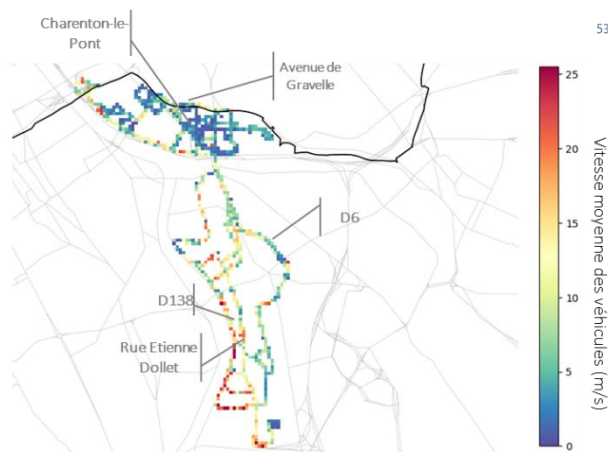 Charenton-le-
Pont
53
Avenue de
Gravelle
D6
D138
Rue Etienne
Dollet
25
20
15
10
5
0
Vitesse moyenne des véhicules (m/s)